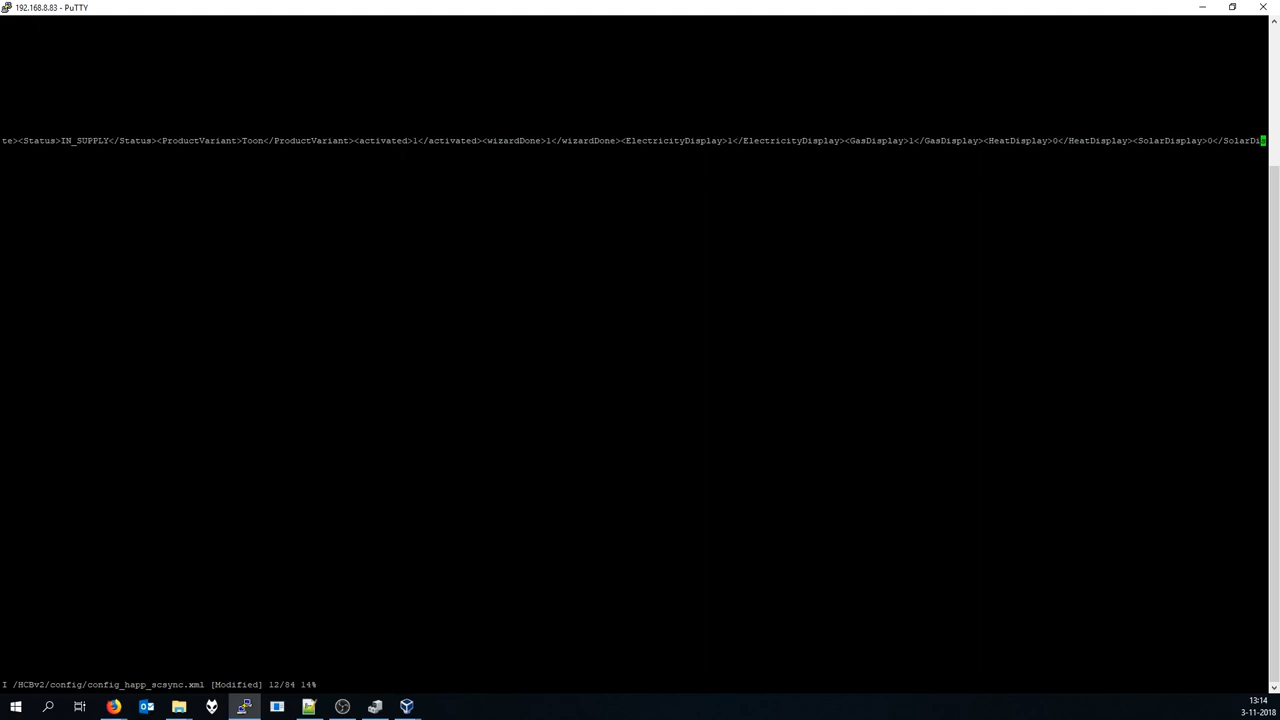 192.168.8.83 - PuTTY
te><Status>IN_SUPPLY</Status><ProductVariant>Toon</ProductVariant><activated>1</activated><wizardDone>1</wizardDone><ElectricityDisplay>1</ElectricityDisplay><GasDisplay>1</GasDisplay><HeatDisplay>0</HeatDisplay><SolarDisplay>0</SolarDis
I /HCBv2/config/config_happ_scsync.xml [Modified] 12/84 14%
13:14
3-11-2018